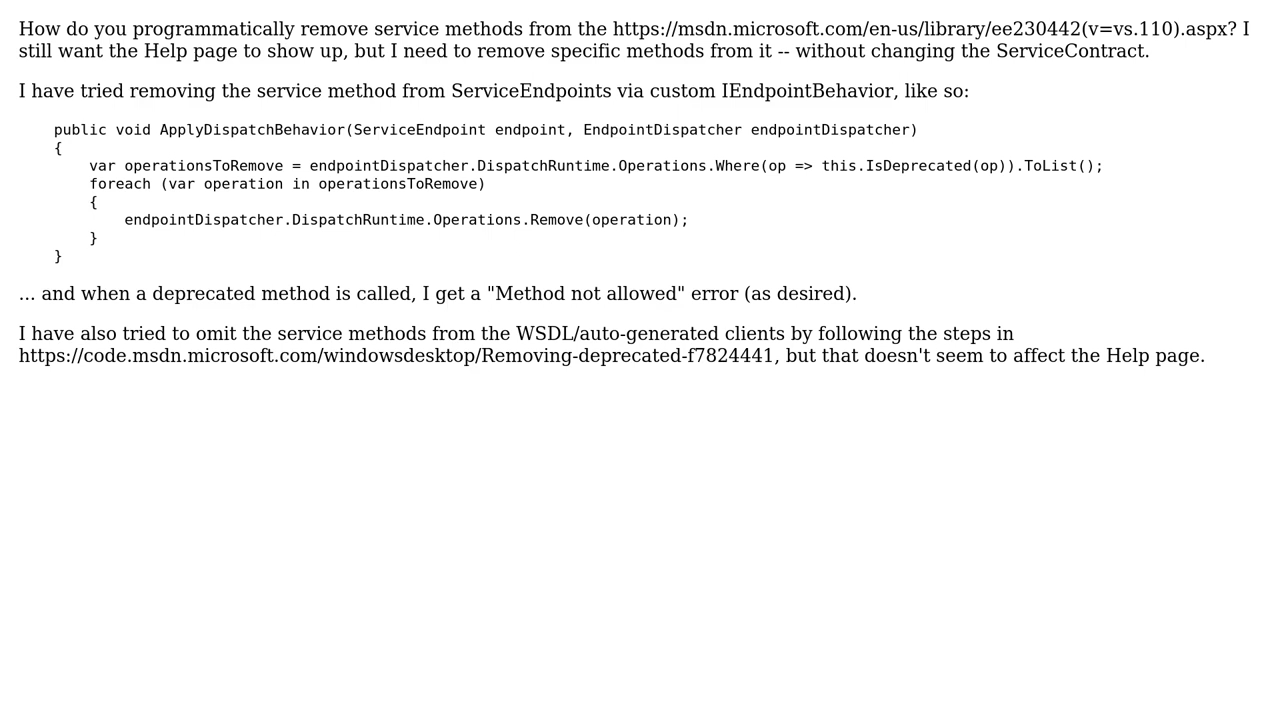 How do you programmatically remove service methods from the https://msdn.microsoft.com/en-us/library/ee230442(v=vs.110).aspx? I
still want the Help page to show up, but I need to remove specific methods from it -- without changing the ServiceContract.
I have tried removing the service method from ServiceEndpoints via custom IEndpointBehavior, like so:
public void ApplyDispatchBehavior(ServiceEndpoint endpoint, EndpointDispatcher endpointDispatcher)
{
    var operationsToRemove = endpointDispatcher.DispatchRuntime.Operations.Where(op => this.IsDeprecated(op)).ToList();
    foreach (var operation in operationsToRemove)
    {
        endpointDispatcher.DispatchRuntime.Operations.Remove(operation);
    }
}
... and when a deprecated method is called, I get a "Method not allowed" error (as desired).
I have also tried to omit the service methods from the WSDL/auto-generated clients by following the steps in
https://code.msdn.microsoft.com/windowsdesktop/Removing-deprecated-f7824441, but that doesn't seem to affect the Help page.